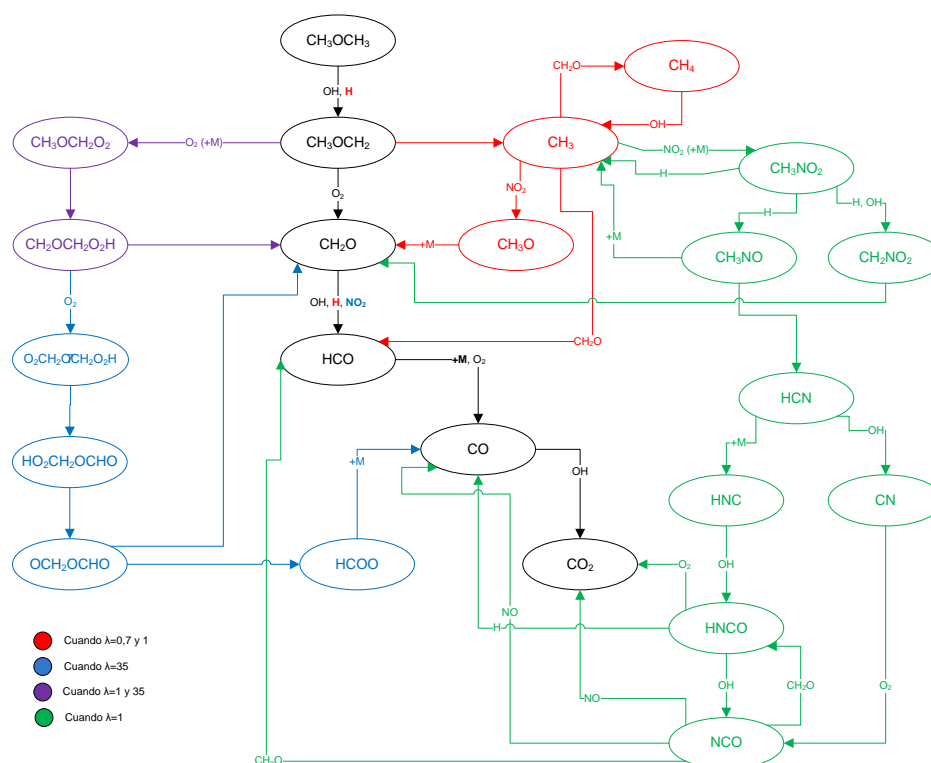 CH₃OCH₃
OH, H
CH₂O
CH₄
OH
CH₃OCH₂O₂
O₂ (+M)
CH₃OCH₂
CH₃
NO₂ (+M)
CH₃NO₂
H
O₂
NO₂
H
H, OH
CH₂OCH₂O₂H
CH₂O
+M
CH₃O
+M
CH₃NO
CH₂NO₂
O₂
OH, H, NO₂
CH₂O
HCO
+M, O₂
HCN
+M
OH
HO₂CH₂OCHO
+M
CO
OH
HNC
CN
OCH₂OCHO
HCOO
CO₂
O₂
OH
NO
H
HNCO
Cuando λ=0,7 y 1
Cuando λ=35
Cuando λ=1 y 35
Cuando λ=1
NO
OH
CH₂O
O₂
NCO